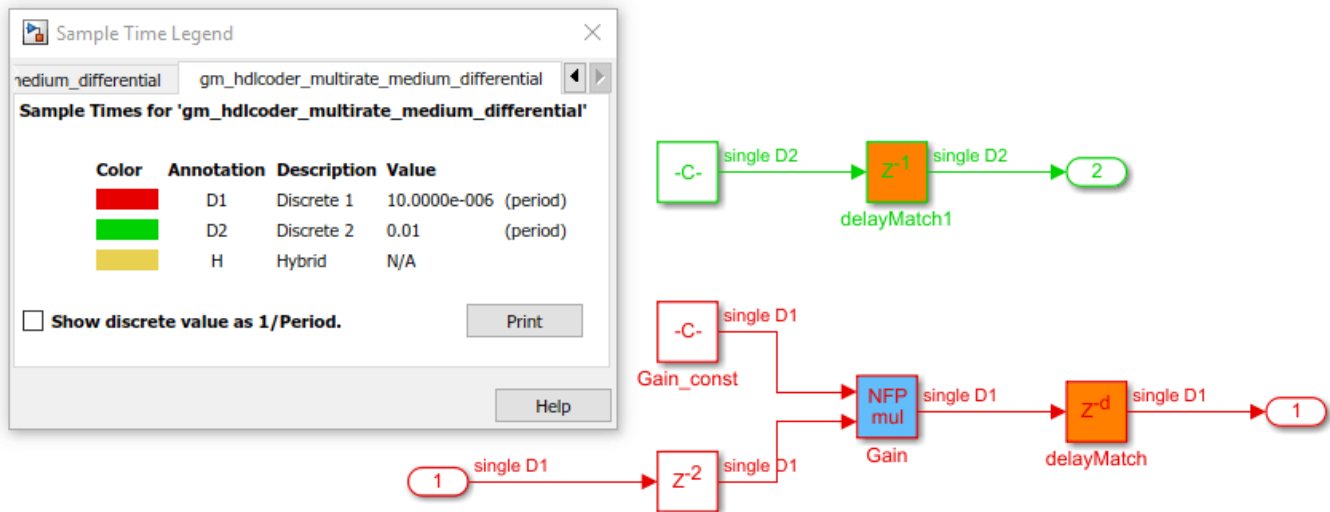 Sample Time Legend
nedium_differential gm_hdlcoder_multirate_medium_differential
Sample Times for 'gm_hdlcoder_multirate_medium_differential'
Color Annotation Description Value
D1 Discrete 1 10.0000e-006 (period)
D2 Discrete 2 0.01 (period)
H Hybrid N/A
Show discrete value as 1/Period. Print
Help
-C- single D2 Z-1 single D2 2
delayMatch1
-C- single D1
Gain_const
NFP mul single D1 Z-d single D1 1
Gain delayMatch
1 single D1 Z-2 single D1